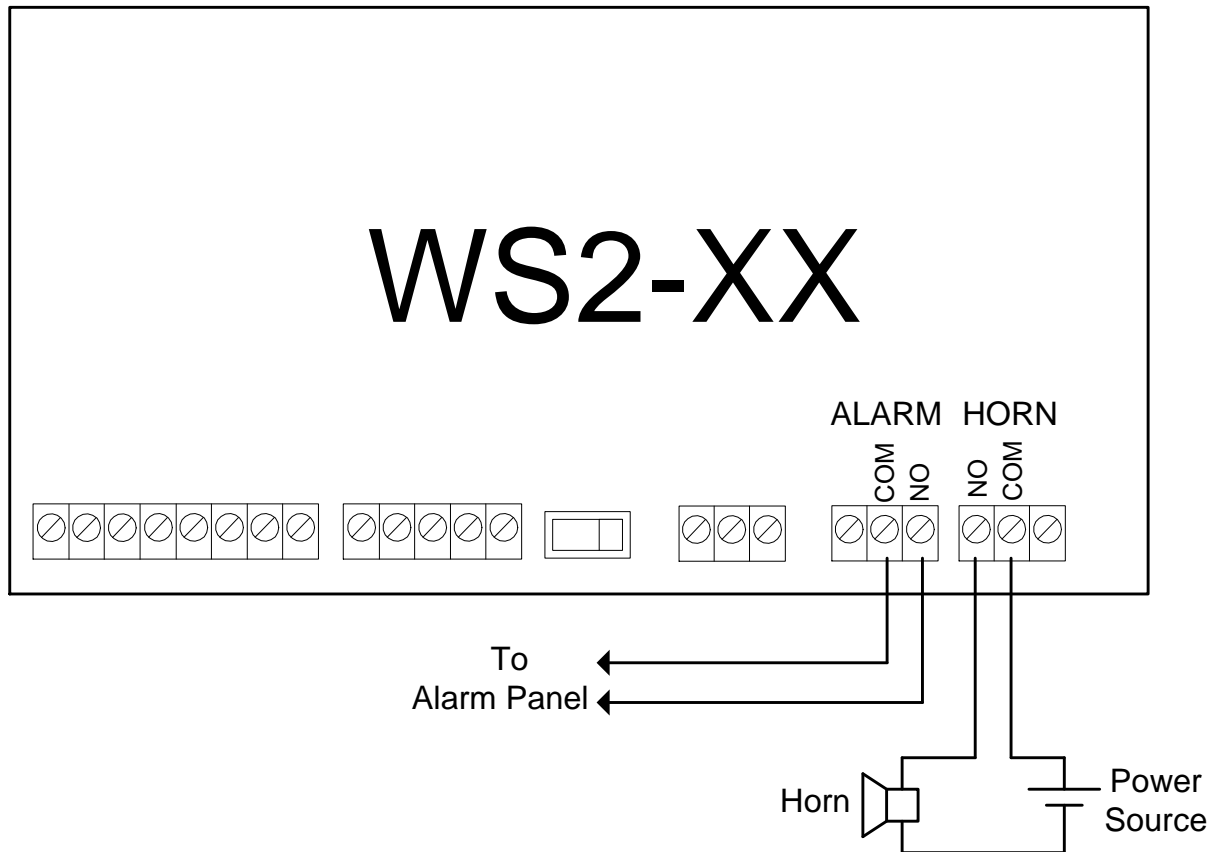 WS2-XX
ALARM HORN
COM
NO
NO
COM
To
Alarm Panel
Horn
Power
Source